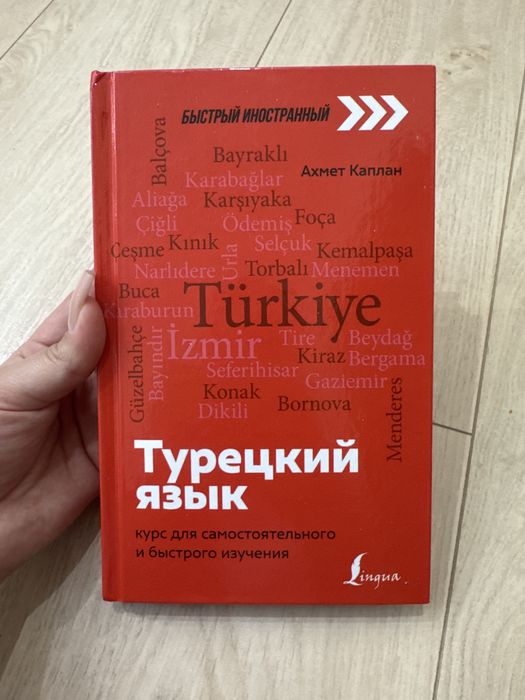 БЫСТРЫЙ ИНОСТРАННЫЙ
Ахмет Каплан
Balçova
Bayraklı
Karabağlar
Aliağa
Karşıyaka
Çiğli
Ödemiş
Foça
Çeşme
Kınık
Urla
Selçuk
Kemalpaşa
Narlıdere
Torbalı
Menemen
Buca
Karaburun
Türkiye
Güzelbahçe
Bayındır
İzmir
Tire
Beydağ
Kiraz
Bergama
Seferihisar
Gaziemir
Konak
Dikili
Bornova
Menderes
Турецкий
язык
курс для самостоятельного
и быстрого изучения
Lingua